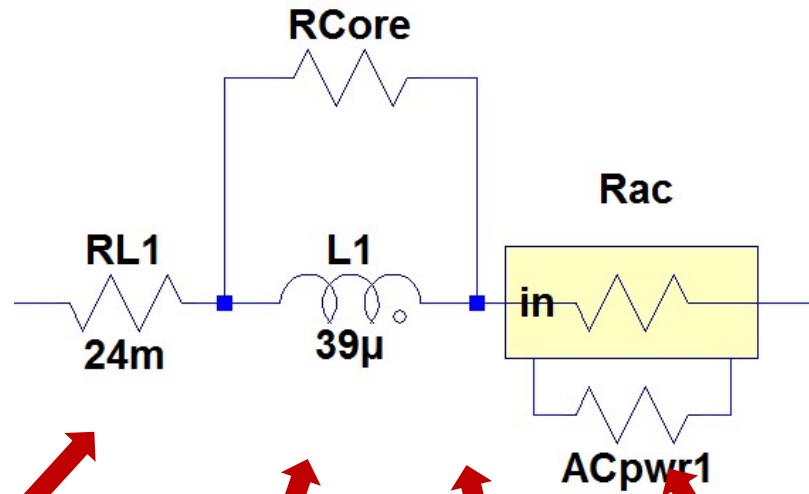 RCore
Rac
RL1
L1
in
24m
39µ
ACpwr1